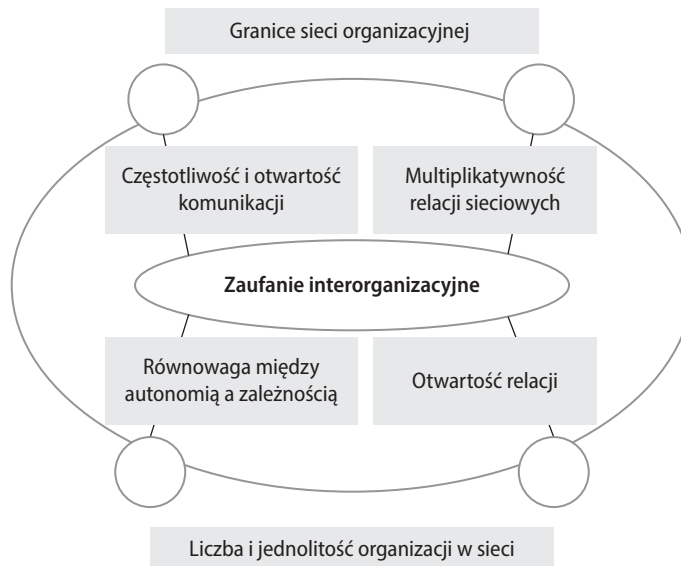 Granice sieci organizacyjnej
Częstotliwość i otwartość
komunikacji
Multiplikatywność
relacji sieciowych
Zaufanie interorganizacyjne
Równowaga między
autonomią a zależnością
Otwartość relacji
Liczba i jednolitość organizacji w sieci